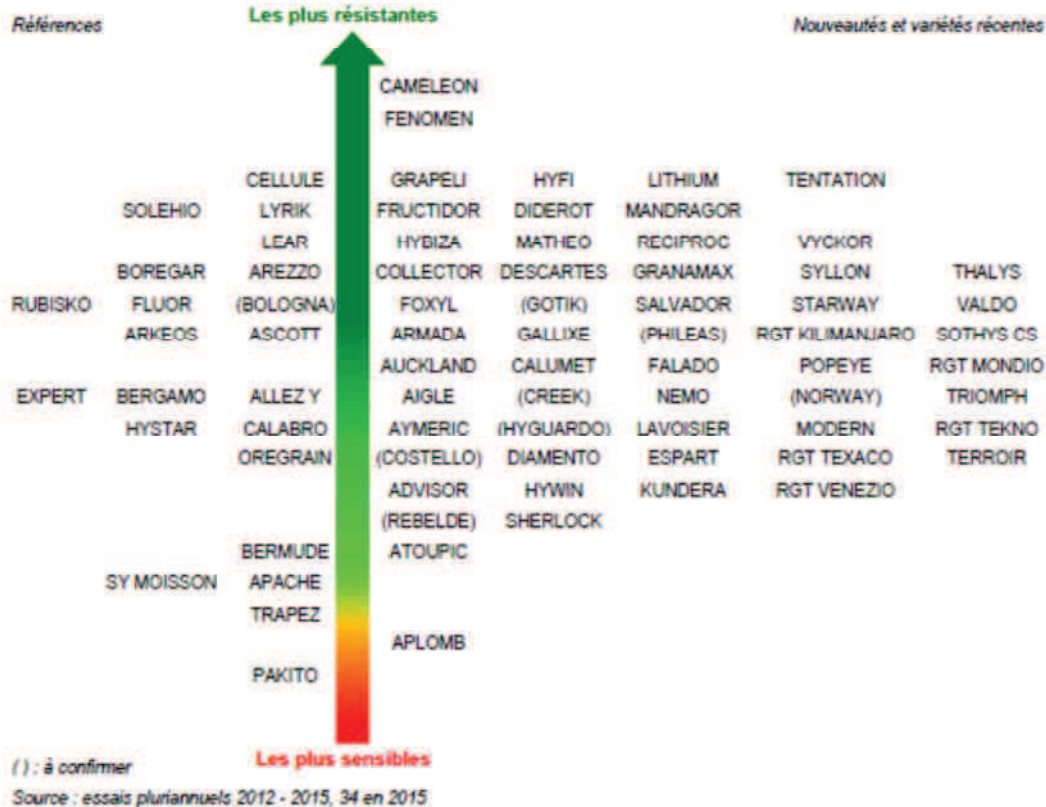 Les plus résistantes
Références Nouveautés et variétés récentes
CAMELEON
FENOMEN
CELLULE GRAPELI HYFI LITHIUM TENTATION
SOLEHIO LYRIK FRUCTIDOR DIDEROT MANDRAGOR
LEAR HYBIZA MATHEO RECIPROC VYCKOR
BOREGAR AREZZO COLLECTOR DESCARTES GRANAMAX SYLLON THALYS
RUBISKO FLUOR (BOLOGNA) FOXYL (GOTIK) SALVADOR STARWAY VALDO
ARKEOS ASCOTT ARMADA GALLIXE (PHILEAS) RGT KILIMANJARO SOTHYS CS
AUCKLAND CALUMET FALADO POPEYE RGT MONDIO
EXPERT BERGAMO ALLEZ Y AIGLE (CREEK) NEMO (NORWAY) TRIOMPH
HYSTAR CALABRO AYMERIC (HYGUARDO) LAVOISIER MODERN RGT TEKNO
OREGRAIN (COSTELLO) DIAMENTO ESPART RGT TEXACO TERROIR
ADVISOR HYWIN KUNDERA RGT VENEZIO
(REBELDE) SHERLOCK
BERMUDE ATOUPIC
SY MOISSON APACHE
TRAPEZ
APLOMB
PAKITO
Les plus sensibles
( ) : à confirmer
Source : essais pluriannuels 2012 - 2015, 34 en 2015